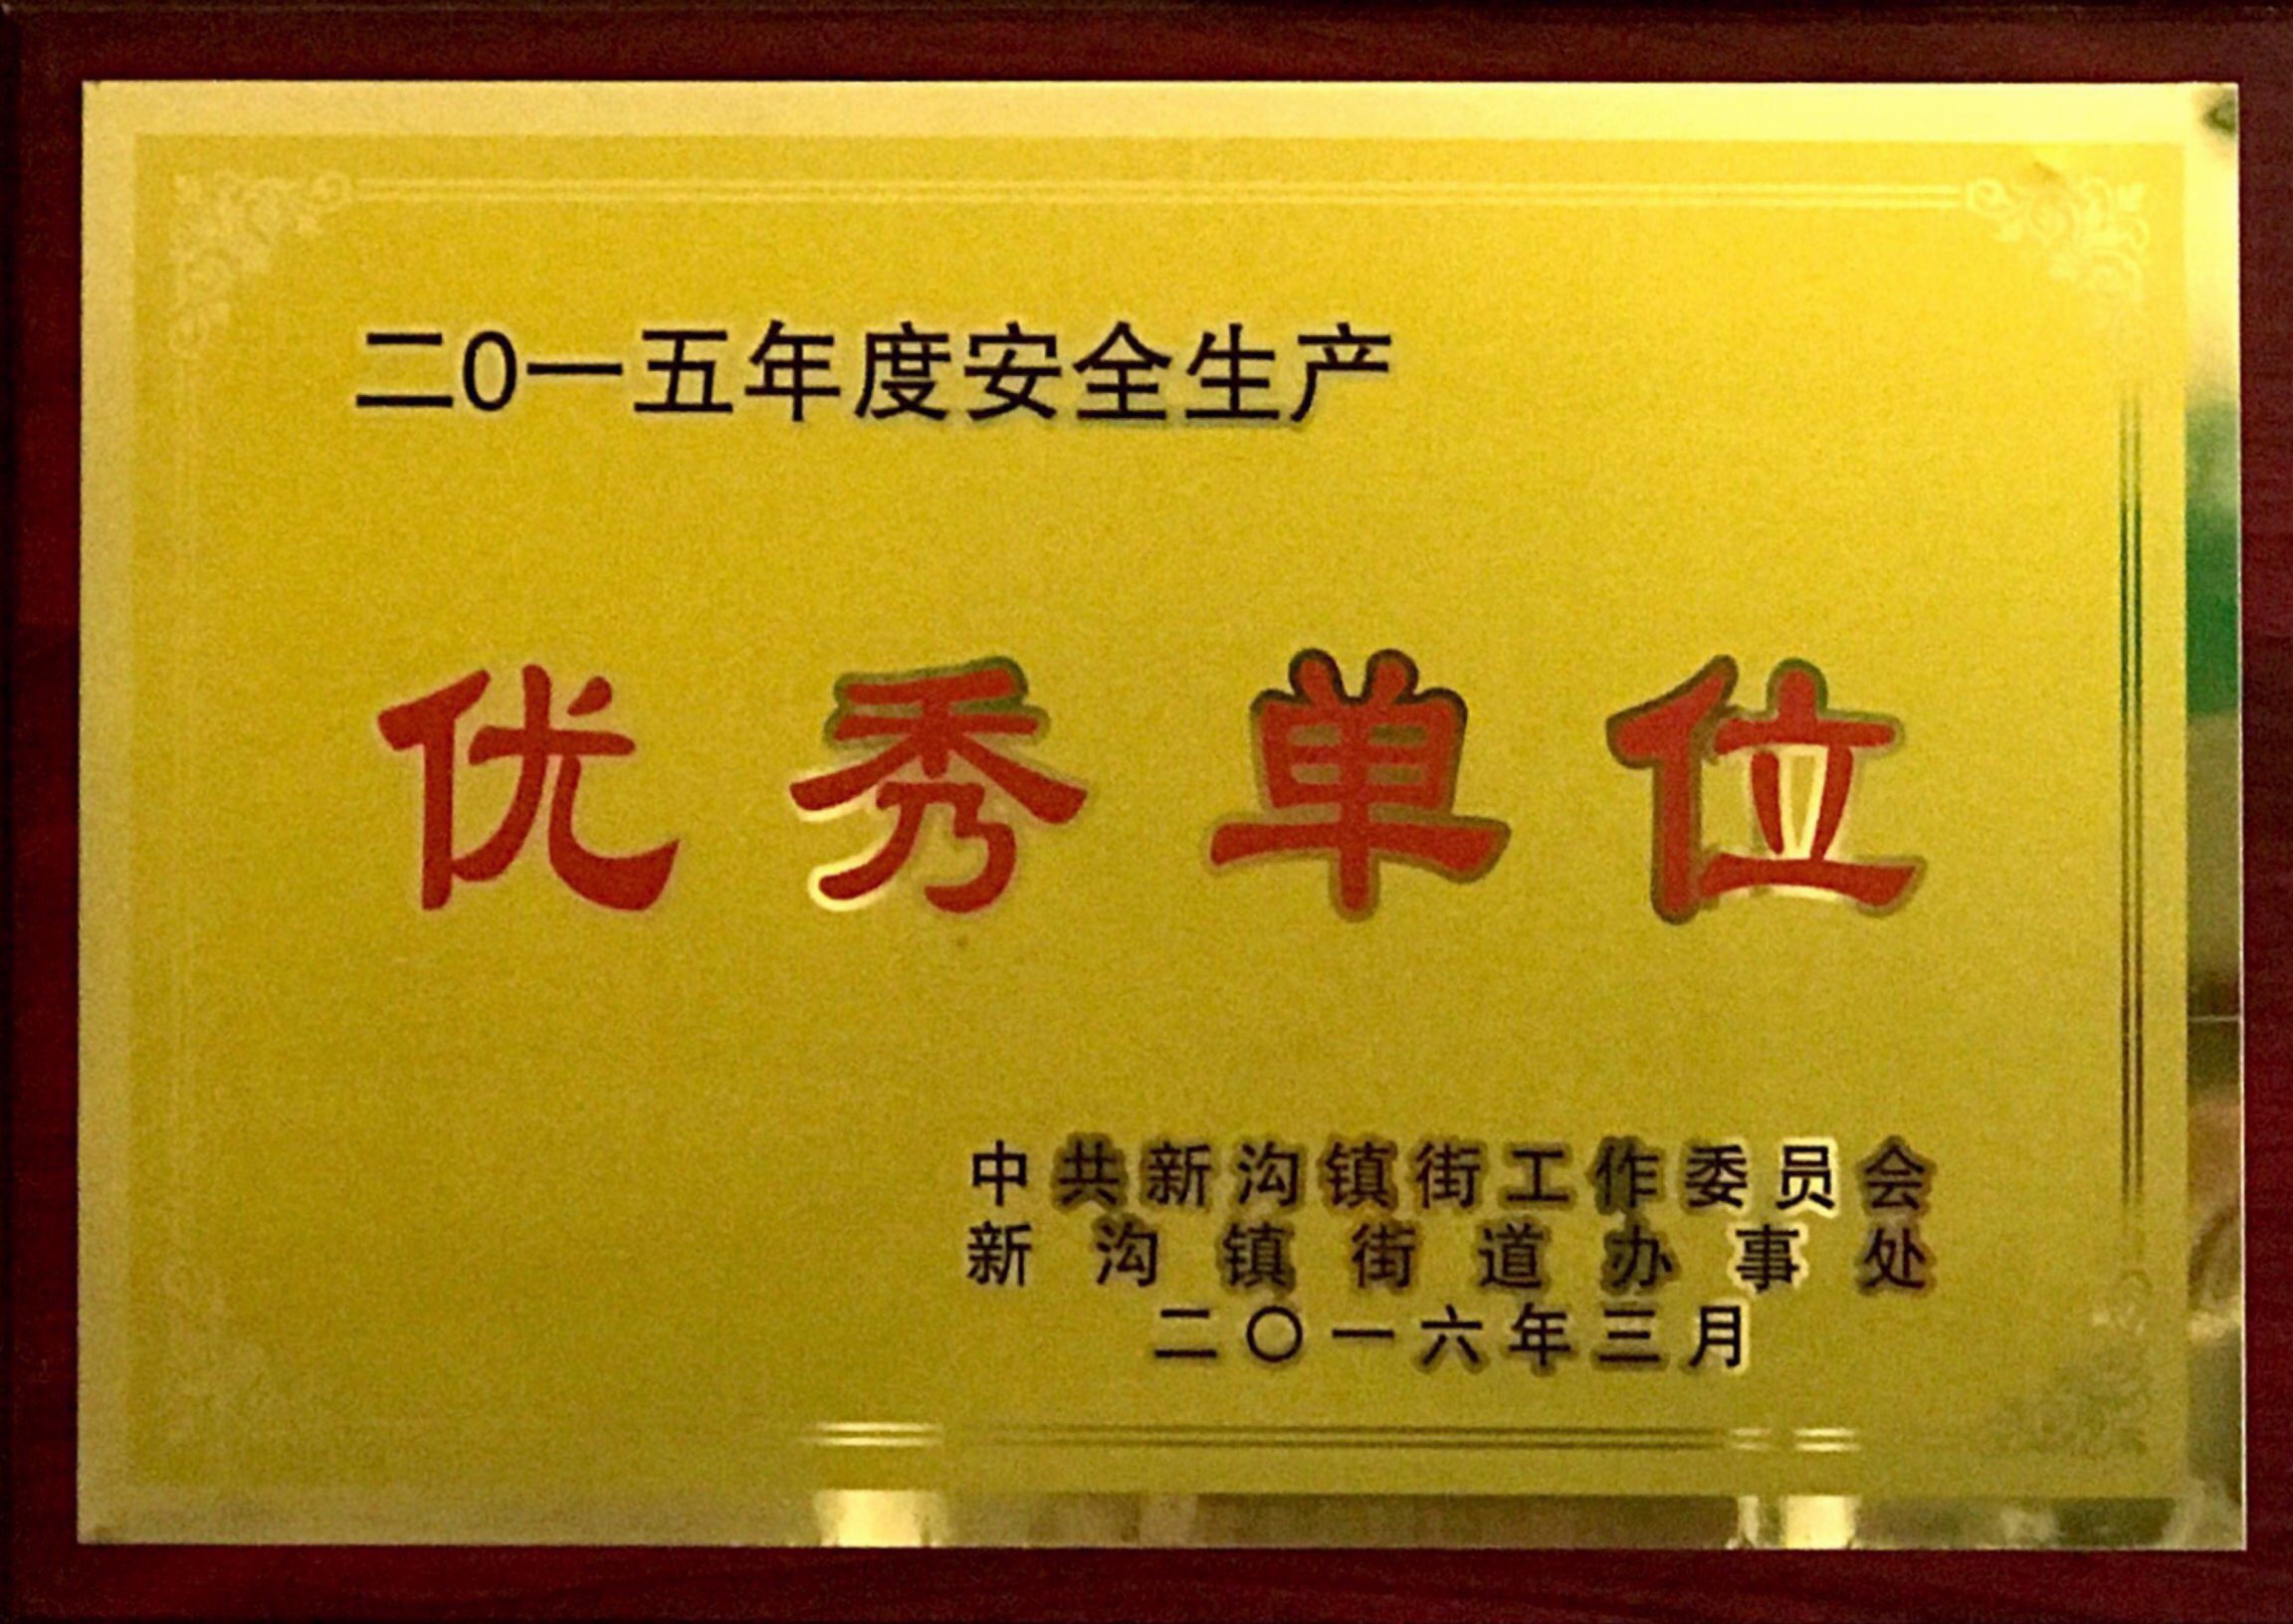 二0一五年度安全生产
优秀单位
中共新沟镇街工作委员会
新沟镇街道办事处
二〇一六年三月